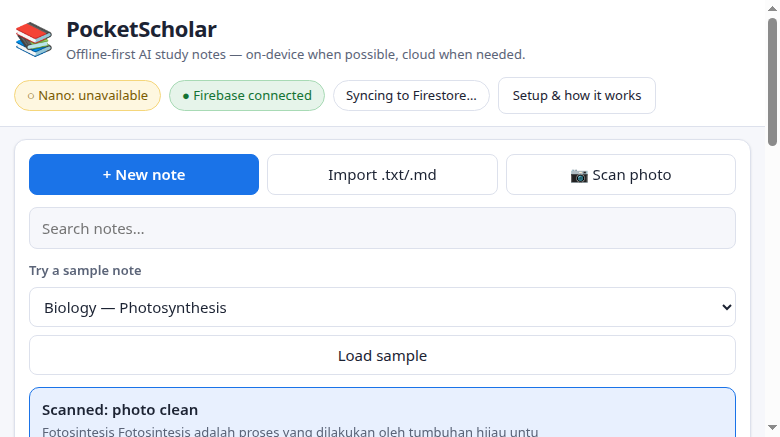 PocketScholar
Offline-first AI study notes — on-device when possible, cloud when needed.
○ Nano: unavailable
● Firebase connected
Syncing to Firestore...
Setup & how it works
+ New note
Import .txt/.md
Scan photo
Search notes...
Try a sample note
Biology — Photosynthesis
Load sample
Scanned: photo clean
Fotosintesis Fotosintesis adalah proses yang dilakukan oleh tumbuhan hijau untu